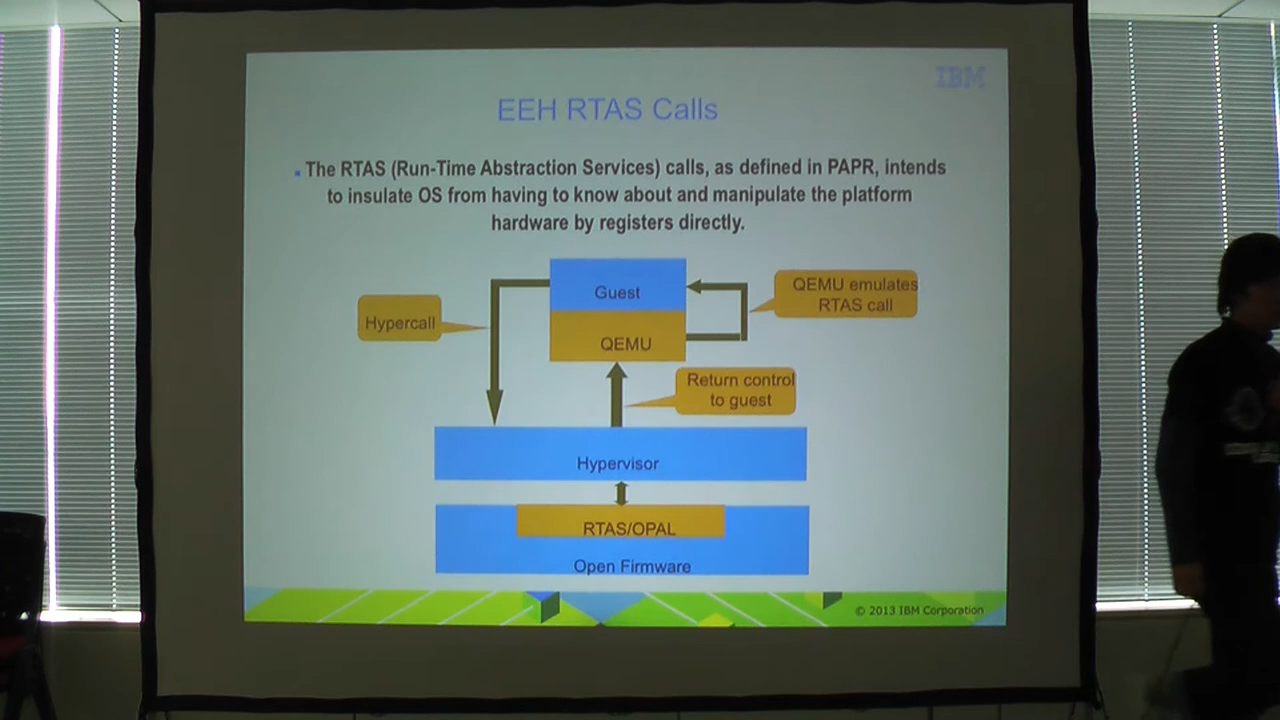 IBM
EEH RTAS Calls
The RTAS (Run-Time Abstraction Services) calls, as defined in PAPR, intends
to insulate OS from having to know about and manipulate the platform
hardware by registers directly.
Guest
QEMU emulates
RTAS call
Hypercall
QEMU
Return control
to guest
Hypervisor
RTAS/OPAL
Open Firmware
© 2013 IBM Corporation